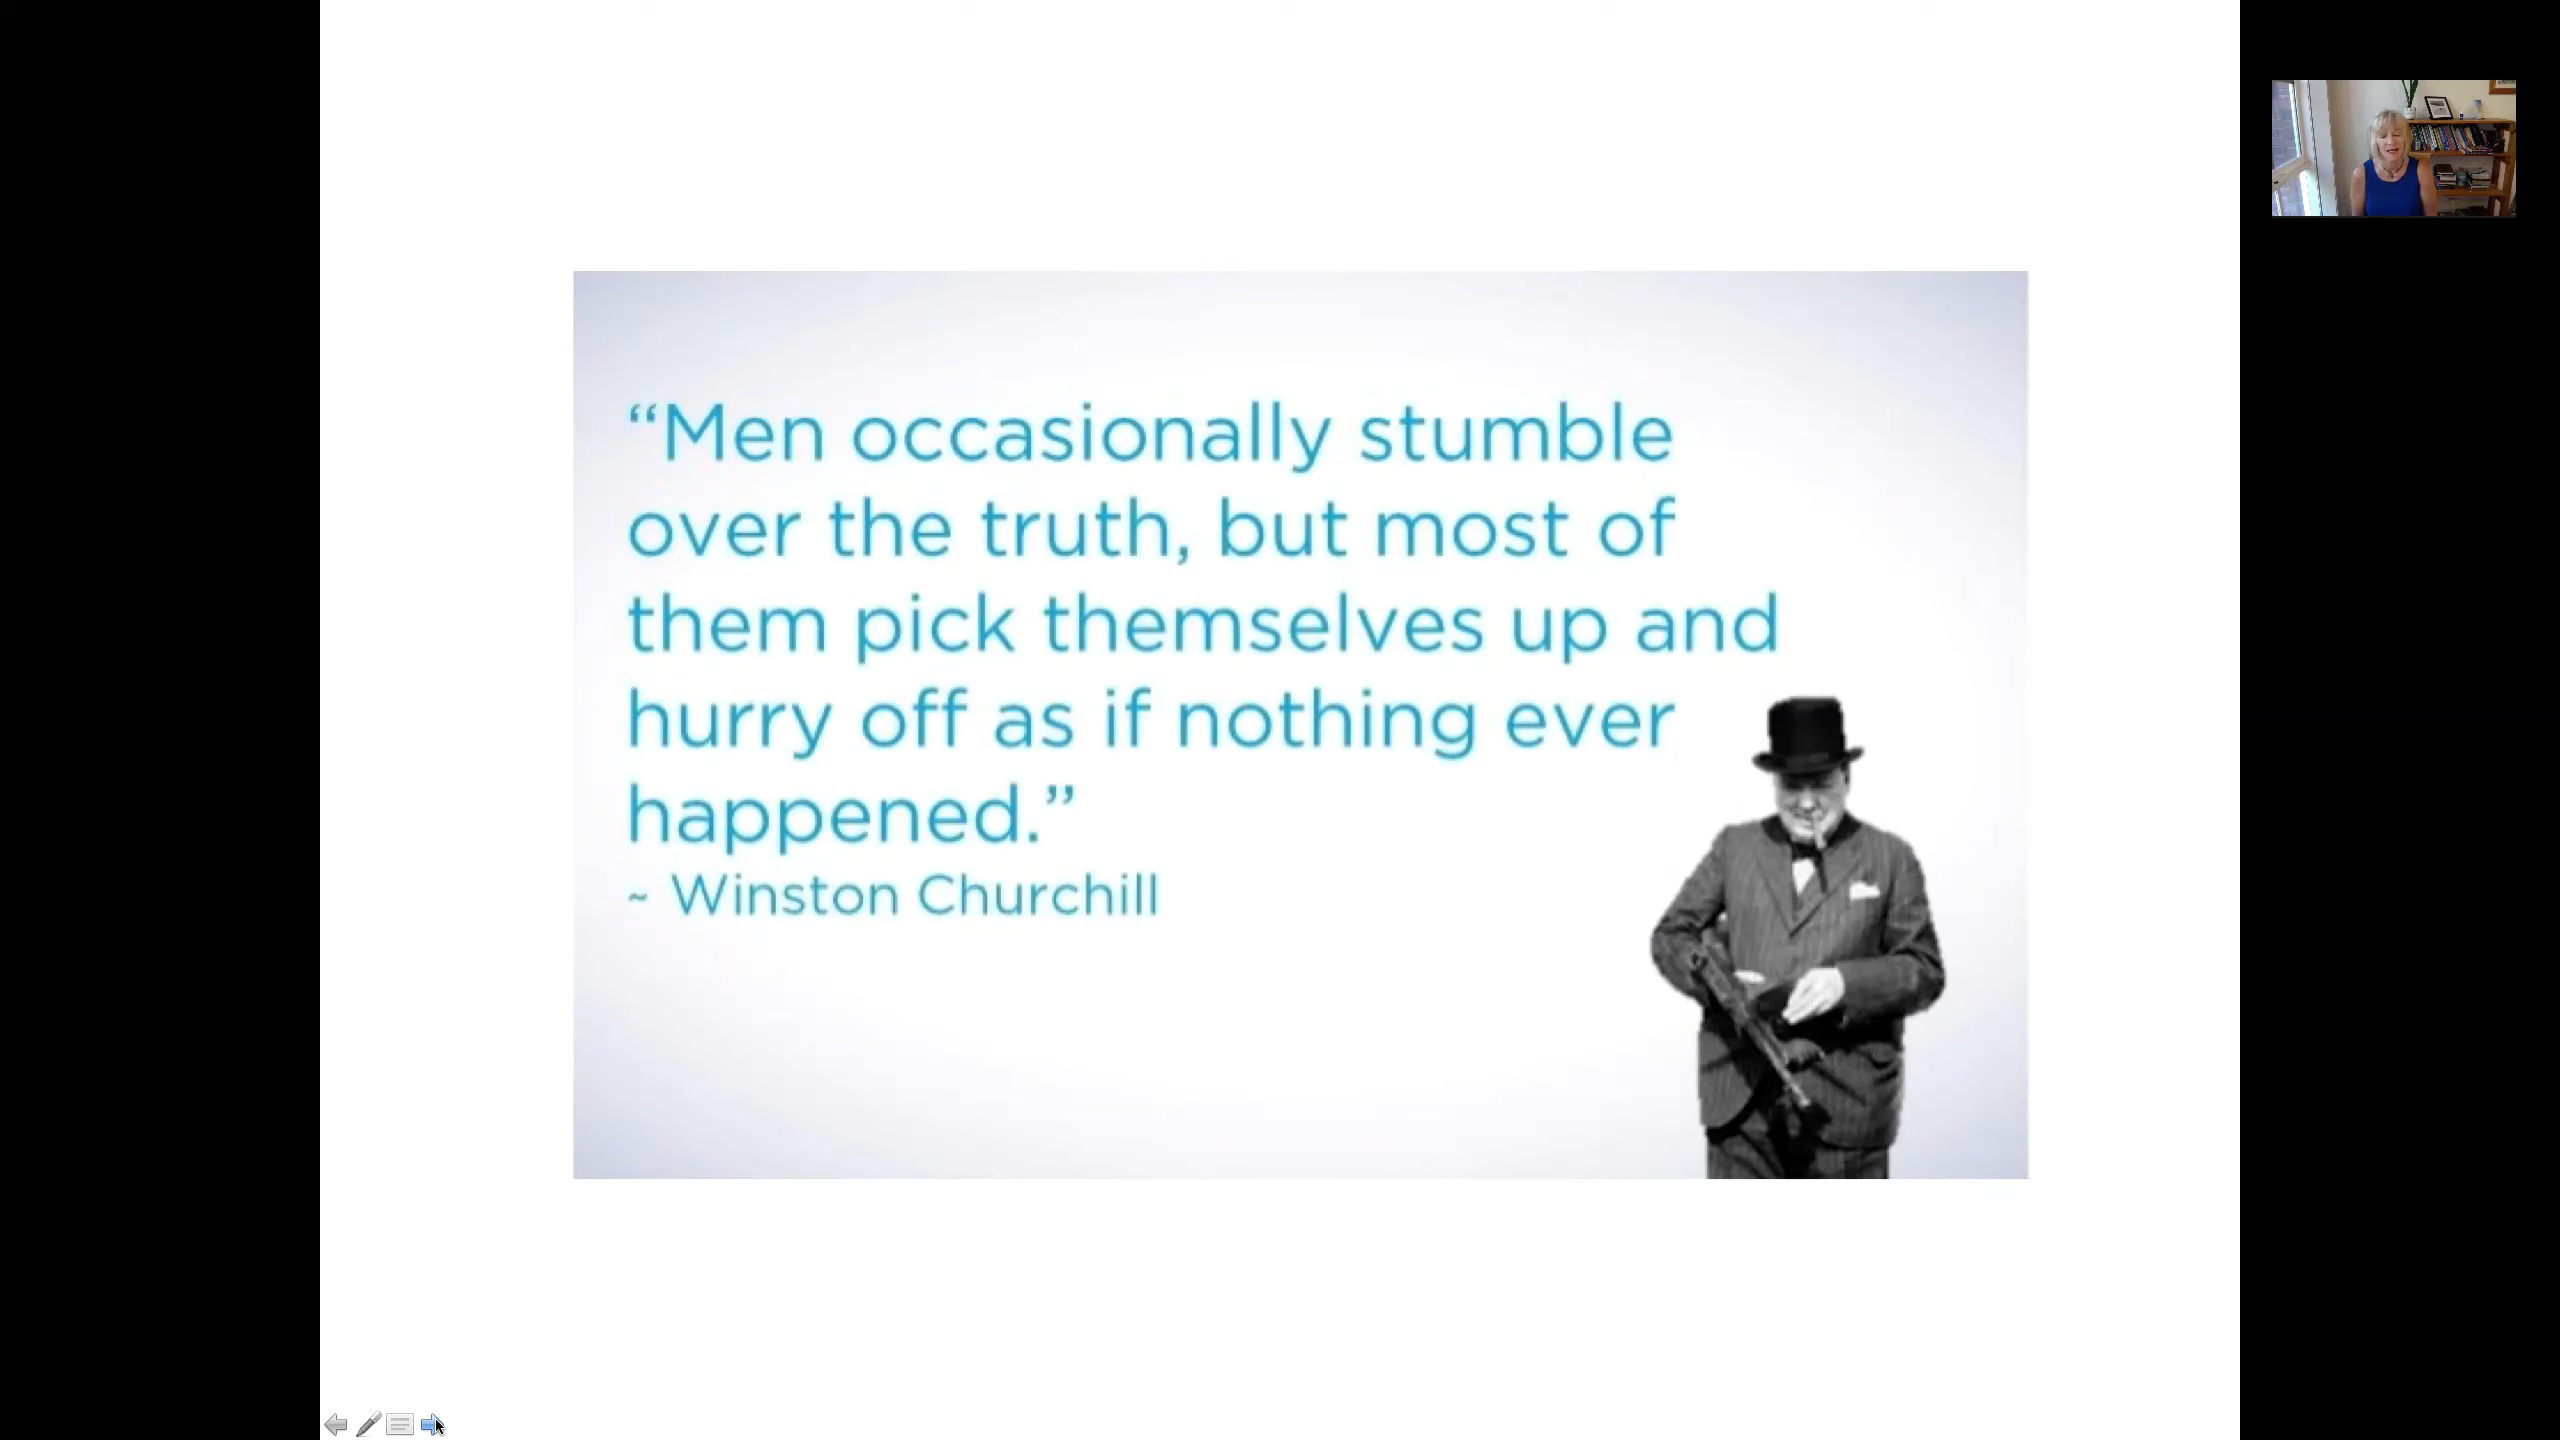 “Men occasionally stumble
over the truth, but most of
them pick themselves up and
hurry off as if nothing ever
happened.”
~ Winston Churchill